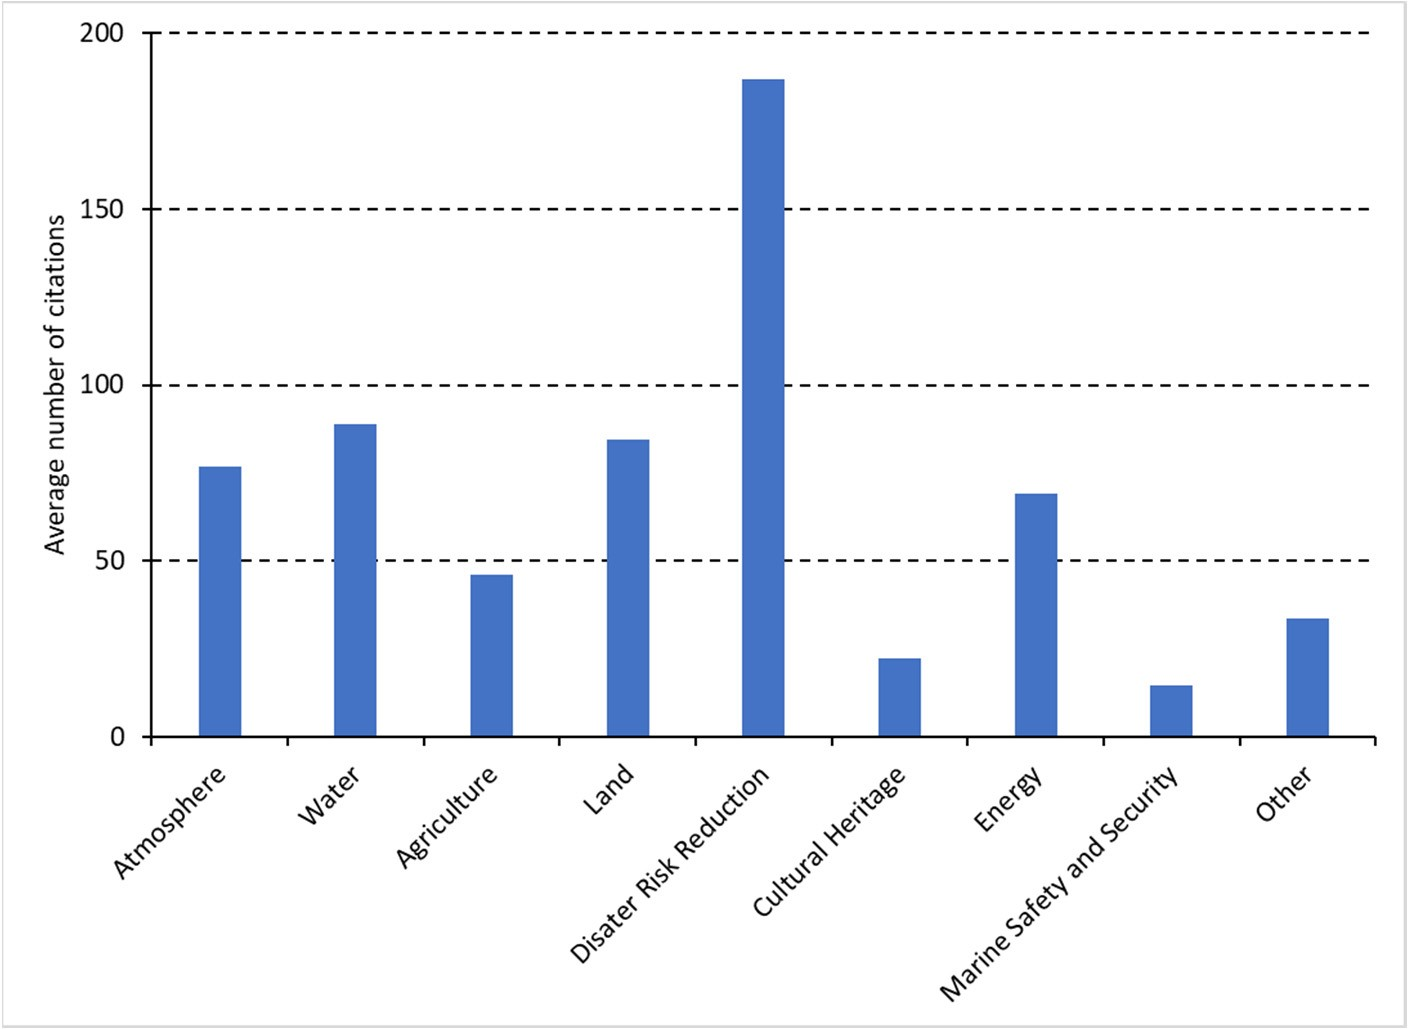 200
150
100
50
0
Average number of citations
Atmosphere
Water
Agriculture
Land
Disater Risk Reduction
Cultural Heritage
Energy
Marine Safety and Security
Other